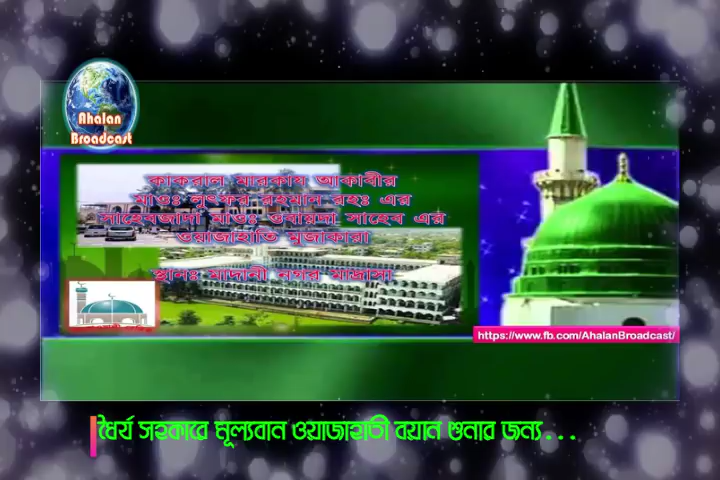 Ahalan
Broadcast
কাকরাল মারকায আকাবীর
মাওঃ লুৎফর রহমাল রহঃ এর
সাহেবজাদা মাওঃ ওবায়দা সাহেব এর
ওয়াজাহাতি মুজাকারা
স্থানঃ মাদানী নগর মাদ্রাসা
https://www.fb.com/AhalanBroadcast/
ধৈর্য সহকারে মূল্যবান ওয়াজাহাতী বয়ান শুনার জন্য...